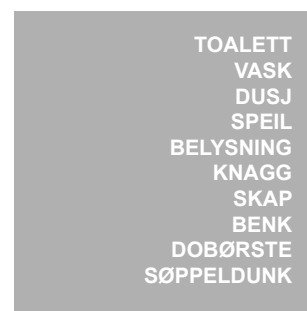 TOALETT
VASK
DUSJ
SPEIL
BELYSNING
KNAGG
SKAP
BENK
DOBØRSTE
SØPPELDUNK